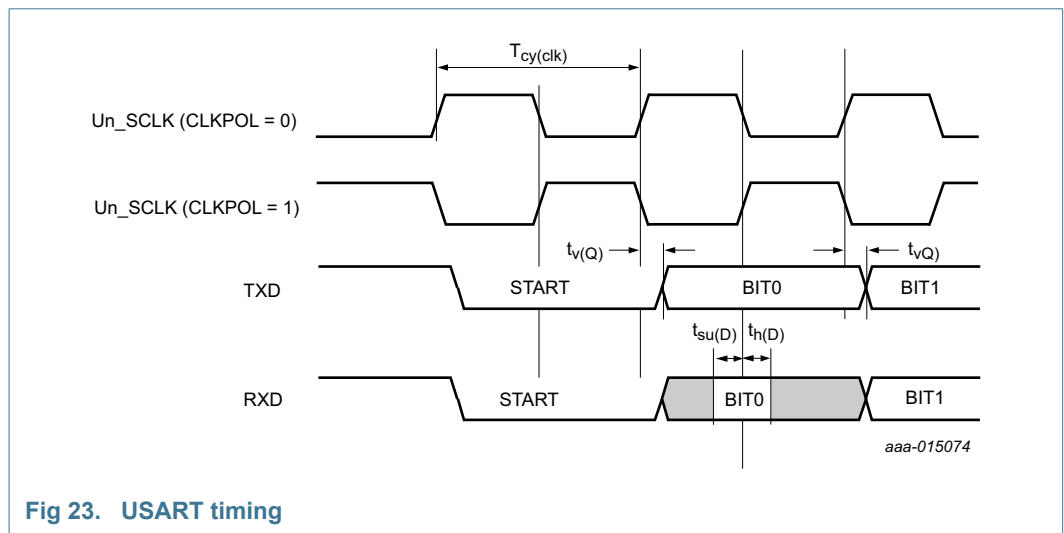 Tcy(clk)
Un_SCLK (CLKPOL = 0)
Un_SCLK (CLKPOL = 1)
tv(Q)
tvQ)
TXD
START
BIT0
BIT1
tsu(D)
th(D)
RXD
START
BIT0
BIT1
aaa-015074
Fig 23. USART timing